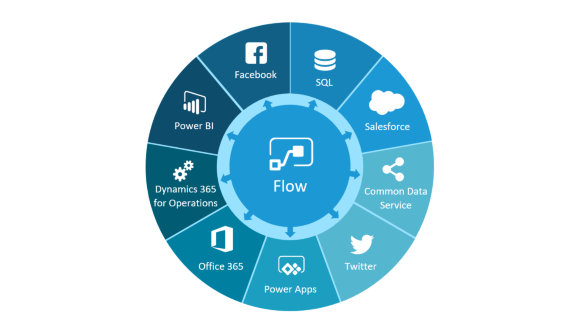 Facebook
SQL
Salesforce
Common Data
Service
Twitter
Power Apps
Office 365
Dynamics 365
for Operations
Power BI
Flow